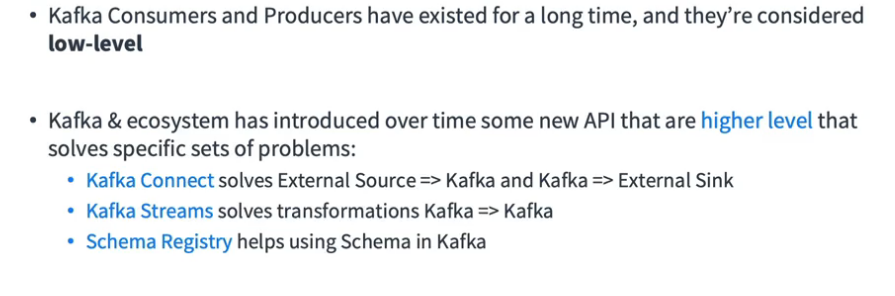 • Kafka Consumers and Producers have existed for a long time, and they're considered
low-level
• Kafka & ecosystem has introduced over time some new API that are higher level that
solves specific sets of problems:
• Kafka Connect solves External Source => Kafka and Kafka => External Sink
• Kafka Streams solves transformations Kafka => Kafka
• Schema Registry helps using Schema in Kafka